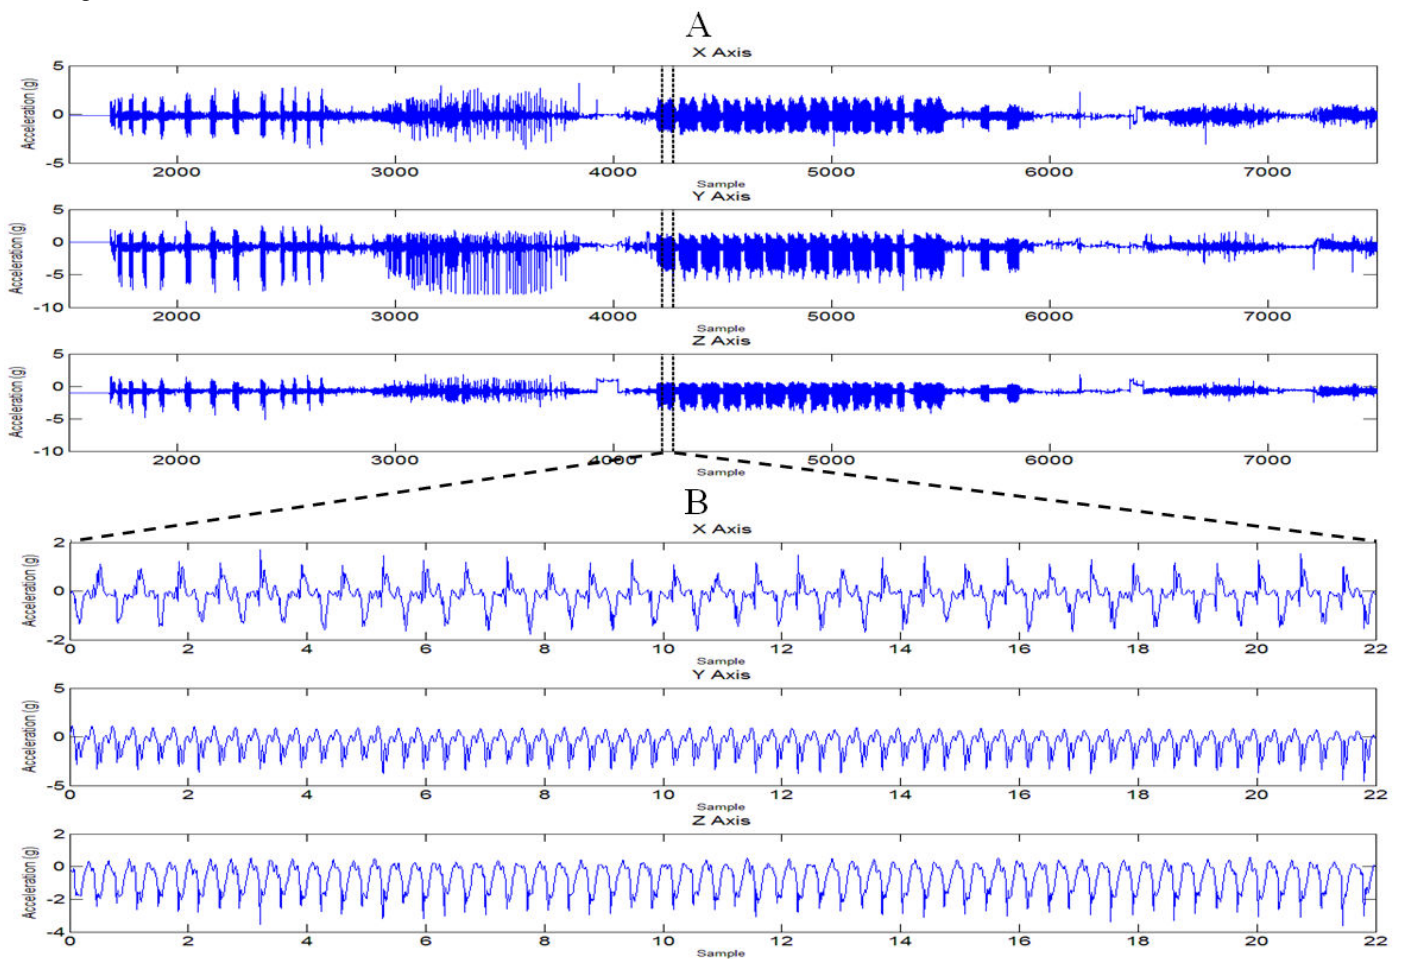 A
X Axis
Acceleration (g)
5
0
-5
2000 3000 4000 5000 6000 7000
Sample
Y Axis
Acceleration (g)
5
0
-5
-10
2000 3000 4000 5000 6000 7000
Sample
Z Axis
Acceleration (g)
5
0
-5
-10
2000 3000 4000 5000 6000 7000
Sample
B
X Axis
Acceleration (g)
2
0
-2
0 2 4 6 8 10 12 14 16 18 20 22
Sample
Y Axis
Acceleration (g)
5
0
-5
0 2 4 6 8 10 12 14 16 18 20 22
Sample
Z Axis
Acceleration (g)
2
0
-2
-4
0 2 4 6 8 10 12 14 16 18 20 22
Sample